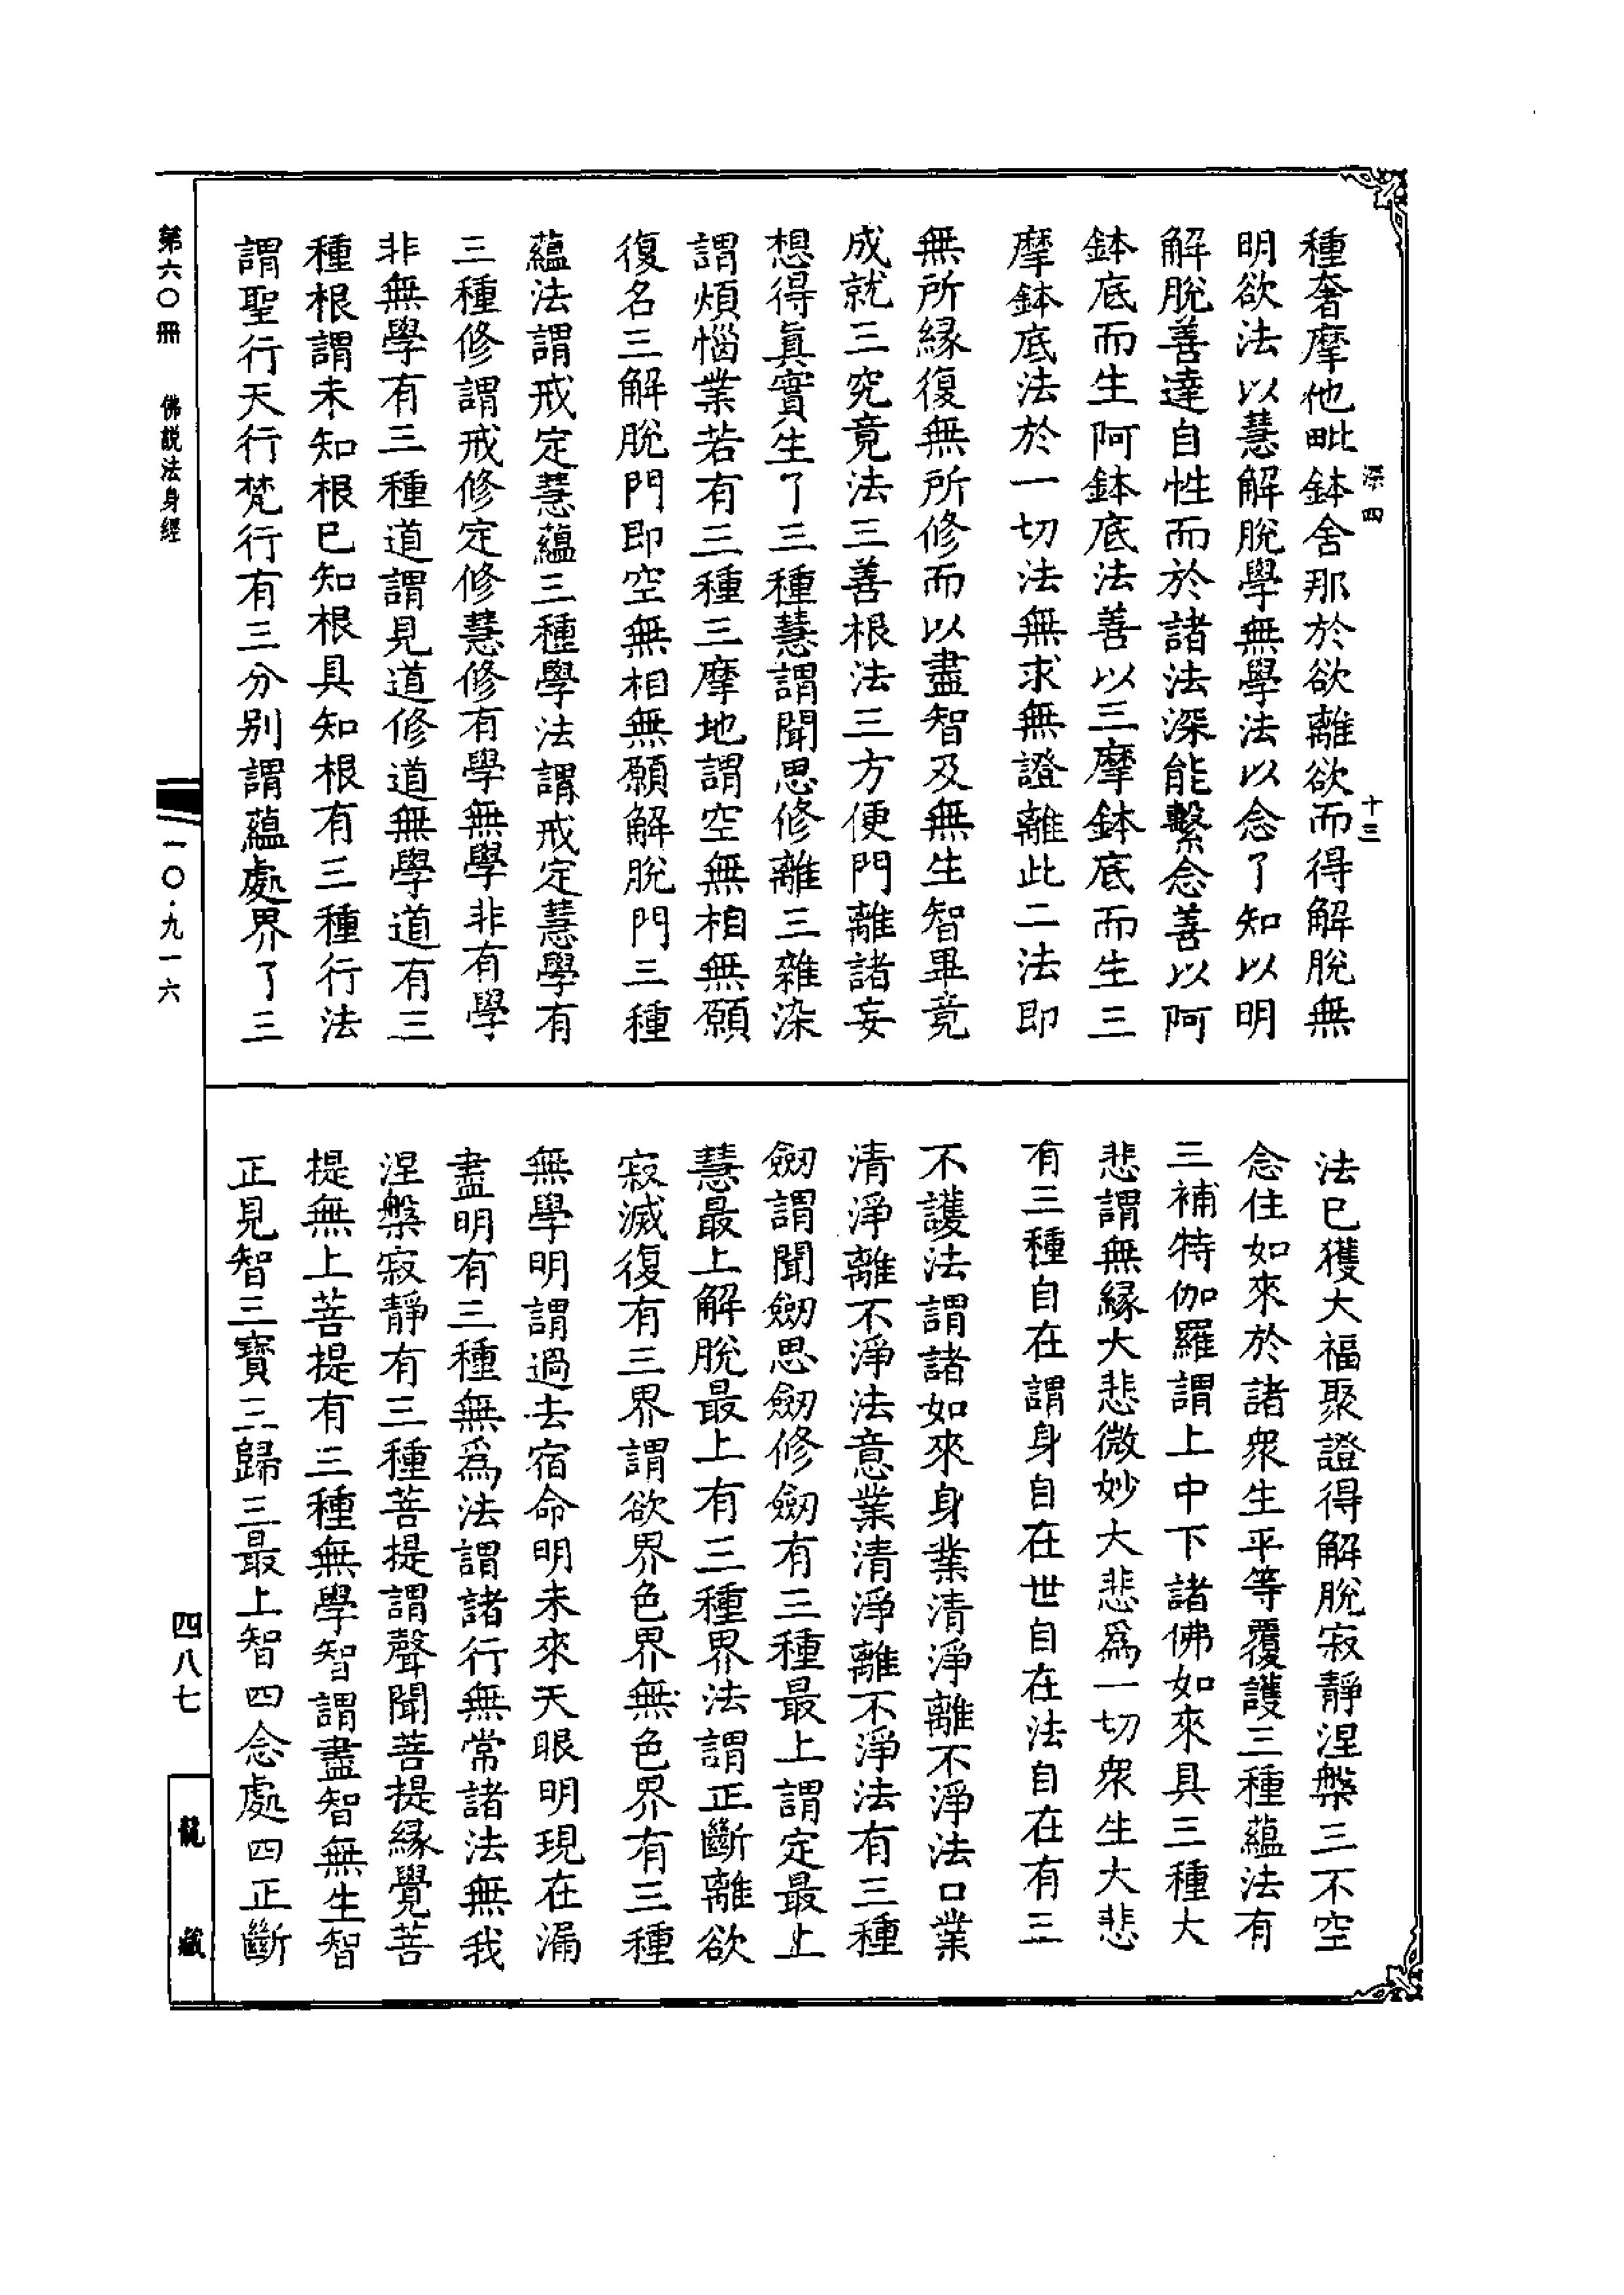 深四
十三
種奢摩他毗鉢舍那於欲離欲而得解脫無
明欲法以慧解脫學無學法以念了知以明
解脫善達自性而於諸法深能繫念善以阿
鉢底而生阿鉢底法善以三摩鉢底而生三
摩鉢底法於一切法無求無證離此二法即
無所緣復無所修而以盡智及無生智畢竟
成就三究竟法三善根法三方便門離諸妄
想得眞實生了三種慧謂聞思修離三雜染
謂煩惱業若有三種三摩地謂空無相無願
復名三解脫門即空無相無願解脫門三種
蘊法謂戒定慧蘊三種學法謂戒定慧學有
三種修謂戒修定修慧修有學無學非有學
非無學有三種道謂見道修道無學道有三
種根謂未知根已知根具知根有三種行法
謂聖行天行梵行有三分別謂蘊處界了三
法已獲大福聚證得解脫寂靜涅槃三不空
念住如來於諸衆生平等覆護三種蘊法有
三補特伽羅謂上中下諸佛如來具三種大
悲謂無緣大悲微妙大悲爲一切衆生大悲
有三種自在謂身自在世自在法自在有三
不護法謂諸如來身業清淨離不淨法口業
清淨離不淨法意業清淨離不淨法有三種
劒謂聞劒思劒修劒有三種最上謂定最上
慧最上解脫最上有三種界法謂正斷離欲
寂滅復有三界謂欲界色界無色界有三種
無學明謂過去宿命明未來天眼明現在漏
盡明有三種無爲法謂諸行無常諸法無我
涅槃寂靜有三種菩提謂聲聞菩提緣覺菩
提無上菩提有三種無學智謂盡智無生智
正見智三寶三歸三最上智四念處四正斷
第六〇冊 佛説法身經
一〇·九一六
四八七
龍藏